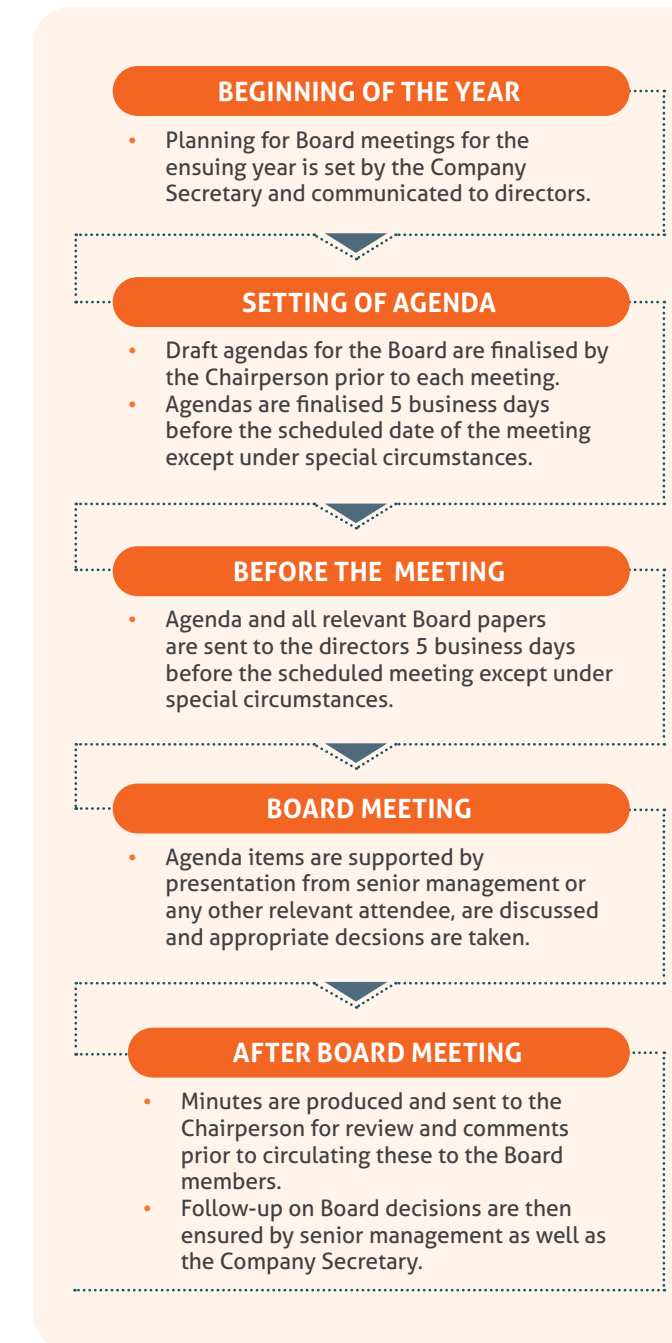 BEGINNING OF THE YEAR
• Planning for Board meetings for the
ensuing year is set by the Company
Secretary and communicated to directors.
SETTING OF AGENDA
• Draft agendas for the Board are finalised by
the Chairperson prior to each meeting.
• Agendas are finalised 5 business days
before the scheduled date of the meeting
except under special circumstances.
BEFORE THE MEETING
• Agenda and all relevant Board papers
are sent to the directors 5 business days
before the scheduled meeting except under
special circumstances.
BOARD MEETING
• Agenda items are supported by
presentation from senior management or
any other relevant attendee, are discussed
and appropriate decsions are taken.
AFTER BOARD MEETING
• Minutes are produced and sent to the
Chairperson for review and comments
prior to circulating these to the Board
members.
• Follow-up on Board decisions are then
ensured by senior management as well as
the Company Secretary.